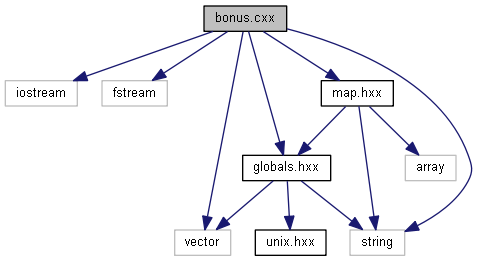 bonus.cxx
iostream
fstream
map.hxx
globals.hxx
array
vector
unix.hxx
string